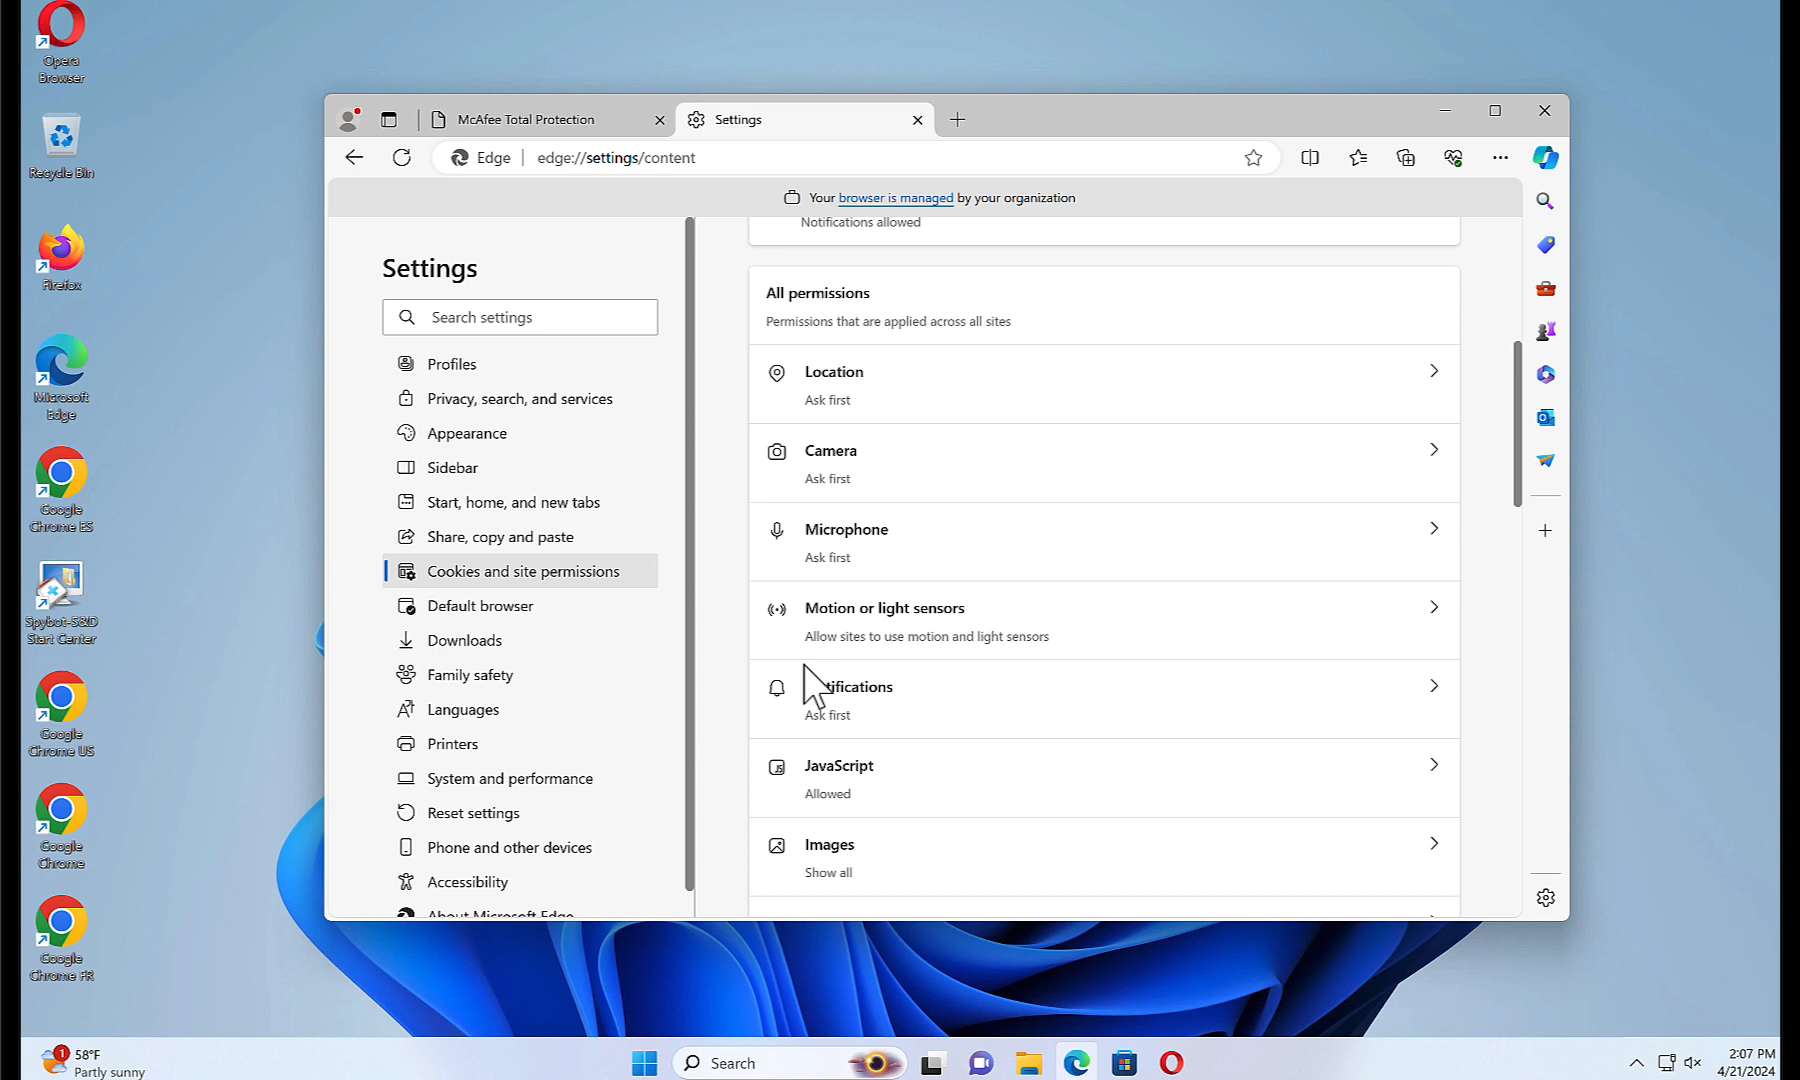 Opera
Browser
Recycle Bin
Firefox
Microsoft
Edge
Google
Chrome ES
Spybot-S&D
Start Center
Google
Chrome US
Google
Chrome
Google
Chrome FR
McAfee Total Protection
Settings
Edge
edge://settings/content
Your browser is managed by your organization
Settings
Search settings
Profiles
Privacy, search, and services
Appearance
Sidebar
Start, home, and new tabs
Share, copy and paste
Cookies and site permissions
Default browser
Downloads
Family safety
Languages
Printers
System and performance
Reset settings
Phone and other devices
Accessibility
About Microsoft Edge
Notifications allowed
All permissions
Permissions that are applied across all sites
Location
Ask first
Camera
Ask first
Microphone
Ask first
Motion or light sensors
Allow sites to use motion and light sensors
Notifications
Ask first
JavaScript
Allowed
Images
Show all
1
58°F
Partly sunny
Search
2:07 PM
4/21/2024